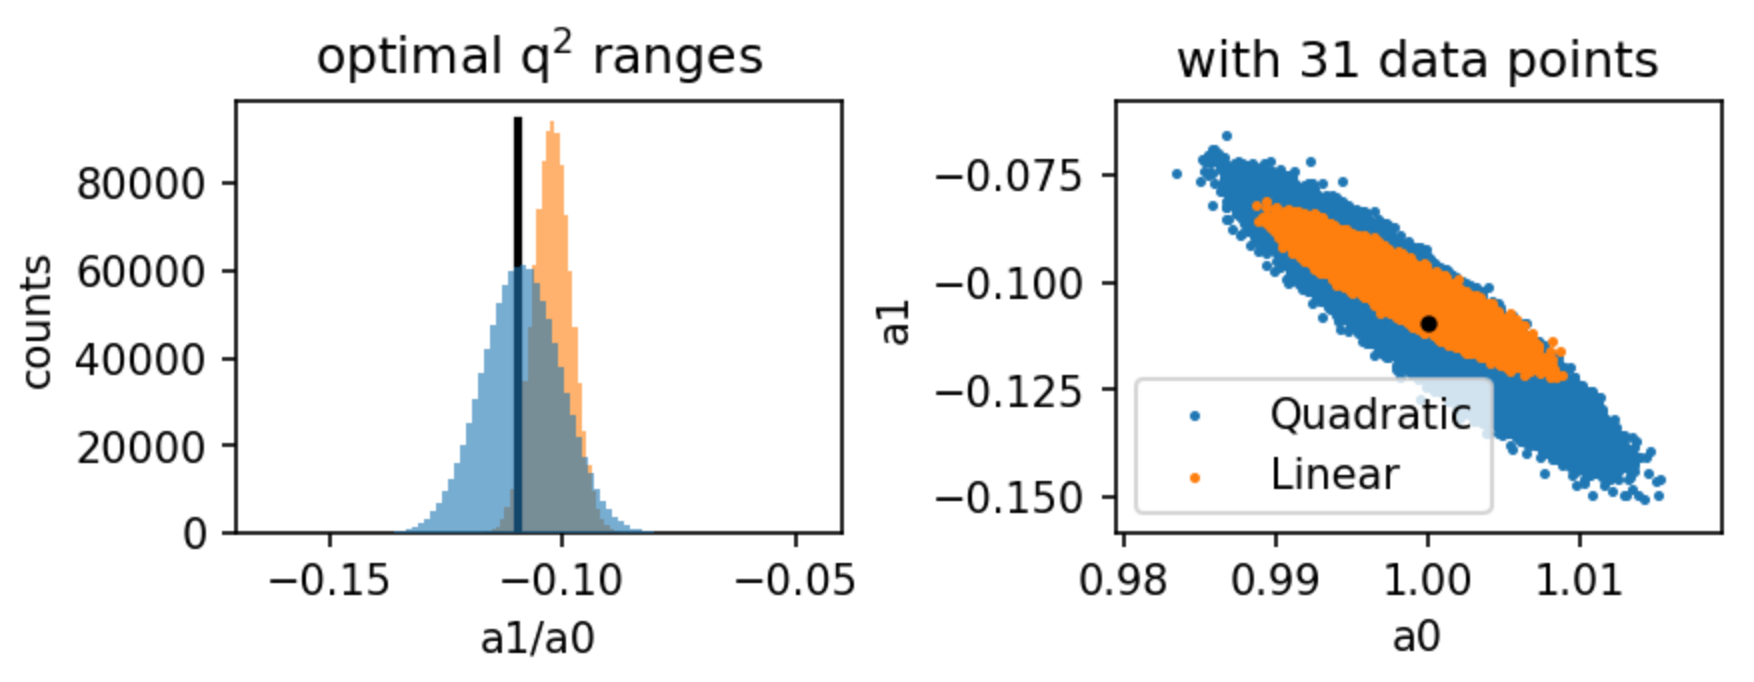 optimal q² ranges
counts
80000
60000
40000
20000
0
−0.15
−0.10
−0.05
a1/a0
with 31 data points
a1
−0.075
−0.100
−0.125
−0.150
Quadratic
Linear
0.98
0.99
1.00
1.01
a0